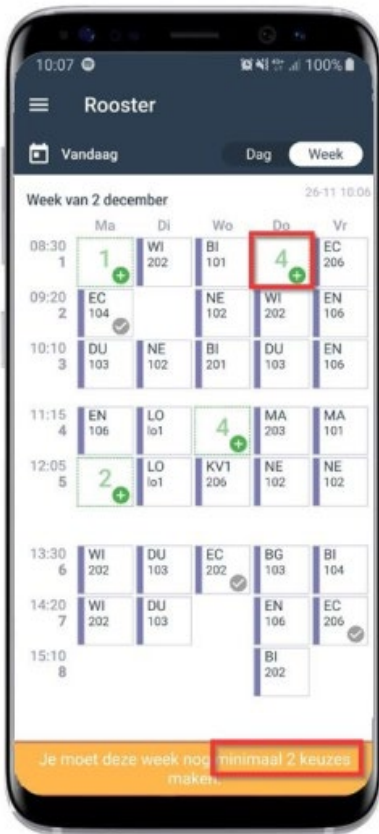 10:07 100%
Rooster
Vandaag Dag Week
Week van 2 december 26-11 10.06
Ma Di Wo Do Vr
08:30 1 WI BI 4 EC
1 202 101 206
09:20 EC NE WI EN
2 104 102 202 106
10:10 DU NE BI DU EN
3 103 102 201 103 106
11:15 EN LO 4 MA MA
4 106 lo1 203 101
12:05 2 LO KV1 NE NE
5 lo1 206 102 102
13:30 WI DU EC BG BI
6 202 103 202 103 104
14:20 WI DU EN EC
7 202 103 106 206
15:10 BI
8 202
Je moet deze week nog minimaal 2 keuzes
maken.